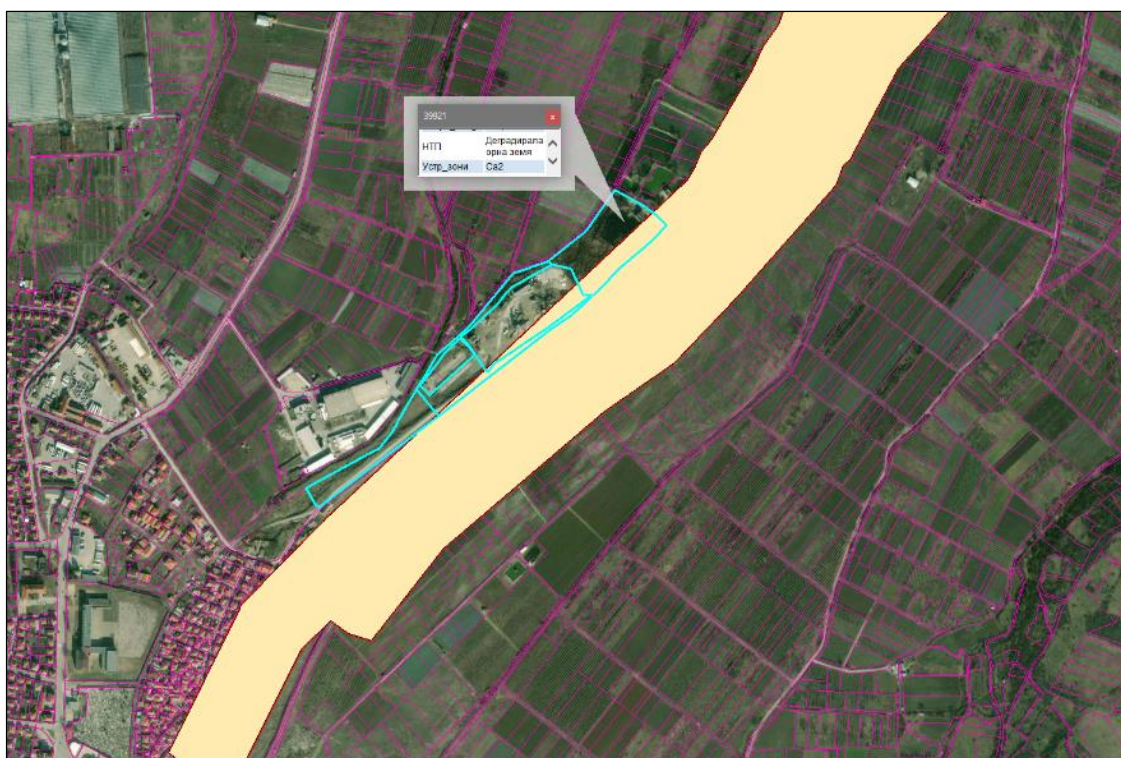 39921
x
НТП
Деградирала
орна земя
Устр_зони
Са2